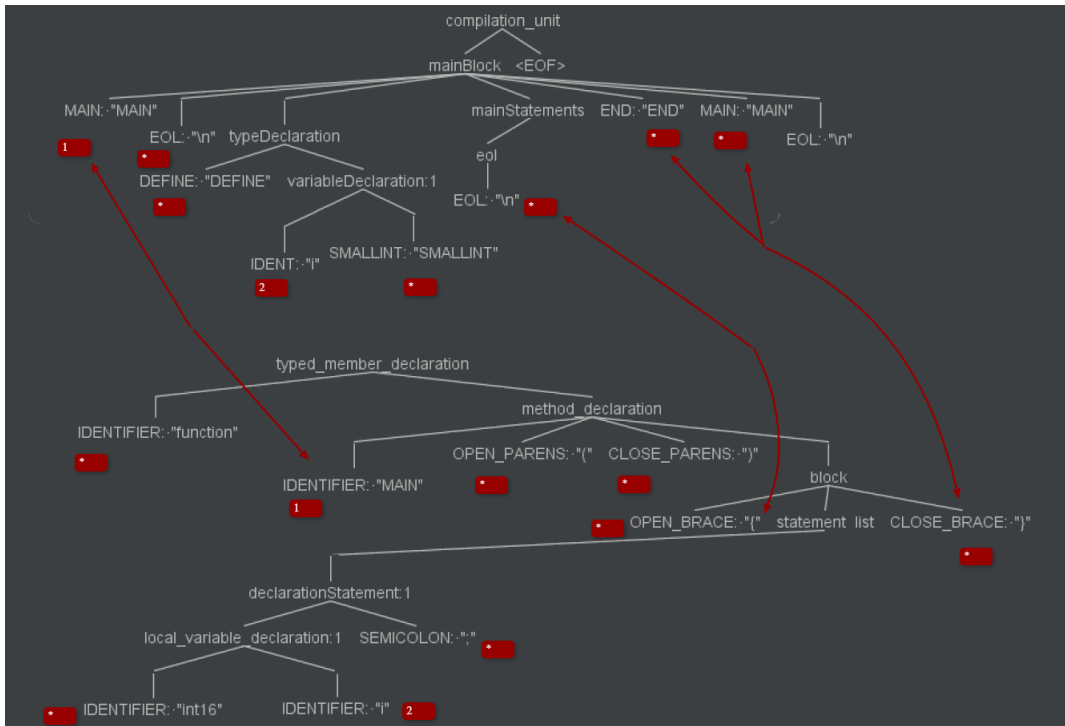 compilation_unit
mainBlock <EOF>
MAIN:·"MAIN" mainStatements END:·"END" MAIN:·"MAIN"
EOL:·"\n" typeDeclaration EOL:·"\n"
1 * * *
eol
DEFINE:·"DEFINE" variableDeclaration:1
EOL:·"\n" *
*
IDENT:·"i" SMALLINT:·"SMALLINT"
2 *
typed_member_declaration
method_declaration
IDENTIFIER:·"function"
OPEN_PARENS:·"(" CLOSE_PARENS:·")"
*
IDENTIFIER:·"MAIN" * *
block
1
* OPEN_BRACE:·"{" statement list CLOSE_BRACE:·"}"
*
declarationStatement:1
local_variable_declaration:1 SEMICOLON:·";" *
* IDENTIFIER:·"int16" IDENTIFIER:·"i" 2